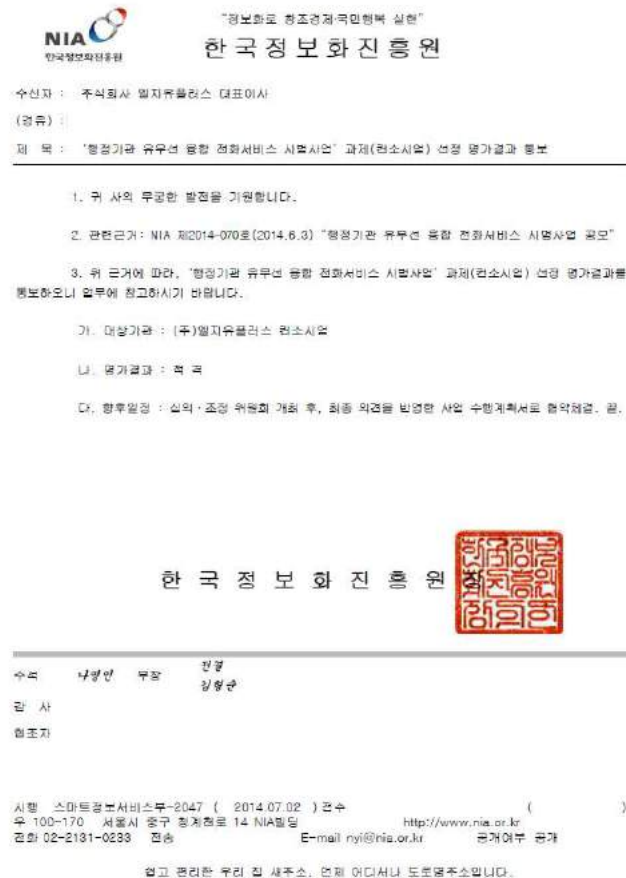 "정보화로 창조경제·국민행복 실현"
NIA
한국정보화진흥원
한국정보화진흥원
수신자 : 주식회사 엘지유플러스 대표이사
(경유) :
제 목 : '행정기관 유무선 융합 전화서비스 시범사업' 과제(컨소시엄) 선정 평가결과 통보
1. 귀 사의 무궁한 발전을 기원합니다.
2. 관련근거: NIA 제2014-070호(2014.6.3) "행정기관 유무선 융합 전화서비스 시범사업 공모"
3. 위 근거에 따라, '행정기관 유무선 융합 전화서비스 시범사업' 과제(컨소시엄) 선정 평가결과를
통보하오니 업무에 참고하시기 바랍니다.
가. 대상기관 : (주)엘지유플러스 컨소시엄
나. 평가결과 : 적 격
다. 향후일정 : 심의·조정 위원회 개최 후, 최종 의견을 반영한 사업 수행계획서로 협약체결. 끝.
한 국 정 보 화 진 흥 원 장
수석 나영인 부장 전결
김형준
감 사
협조자
시행 스마트정보서비스부-2047 ( 2014.07.02 ) 접수 ( )
우 100-170 서울시 중구 청계천로 14 NIA빌딩 http://www.nia.or.kr
전화 02-2131-0233 전송 E-mail nyi@nia.or.kr 공개여부 공개
쉽고 편리한 우리 집 새주소, 언제 어디서나 도로명주소입니다.